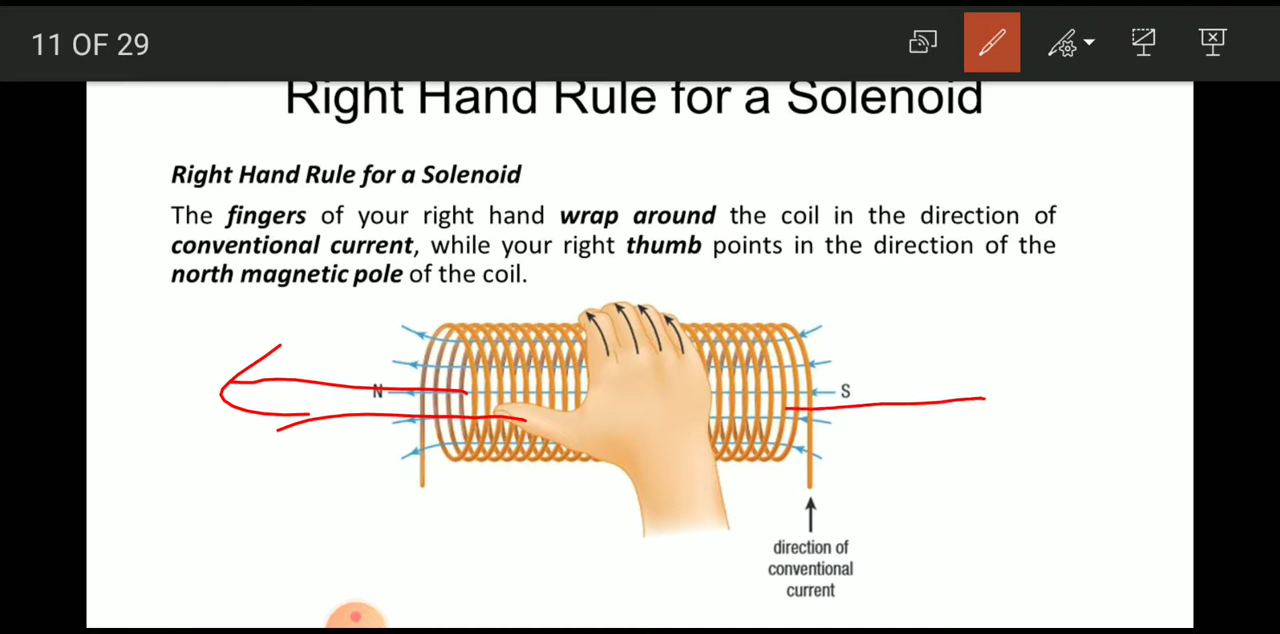 11 OF 29
Right Hand Rule for a Solenoid
Right Hand Rule for a Solenoid
The fingers of your right hand wrap around the coil in the direction of
conventional current, while your right thumb points in the direction of the
north magnetic pole of the coil.
N
S
direction of
conventional
current